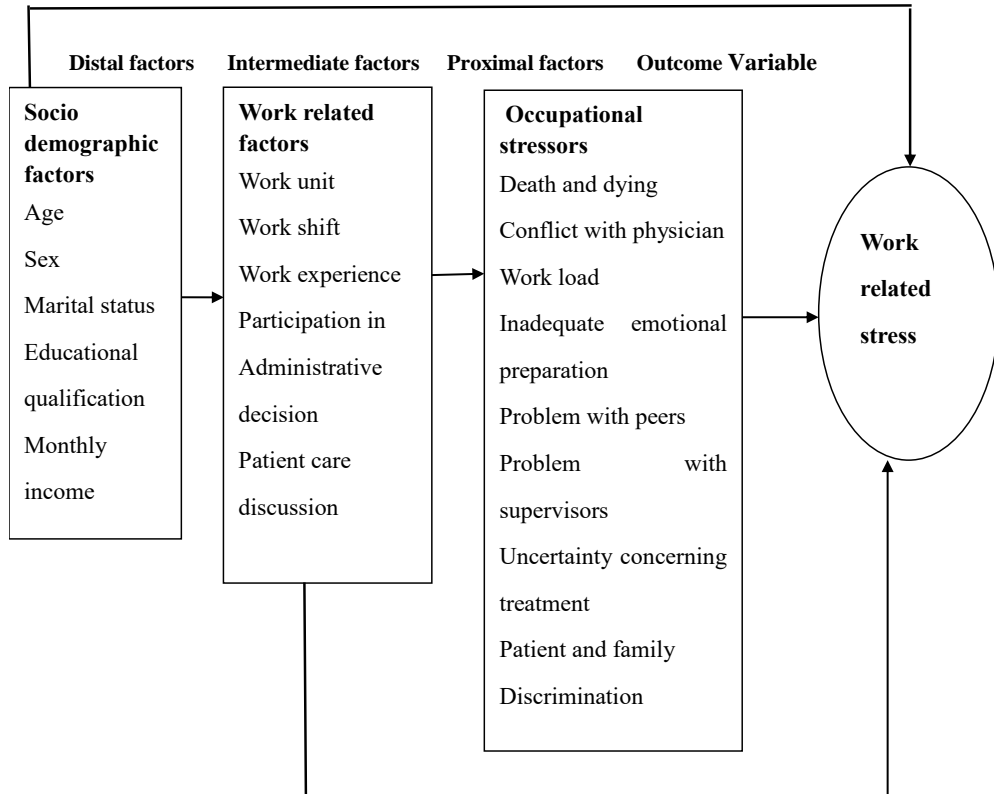 Distal factors Intermediate factors Proximal factors Outcome Variable
Socio
demographic
factors
Age
Sex
Marital status
Educational
qualification
Monthly
income
Work related
factors
Work unit
Work shift
Work experience
Participation in
Administrative
decision
Patient care
discussion
Occupational
stressors
Death and dying
Conflict with physician
Work load
Inadequate emotional
preparation
Problem with peers
Problem with
supervisors
Uncertainty concerning
treatment
Patient and family
Discrimination
Work
related
stress